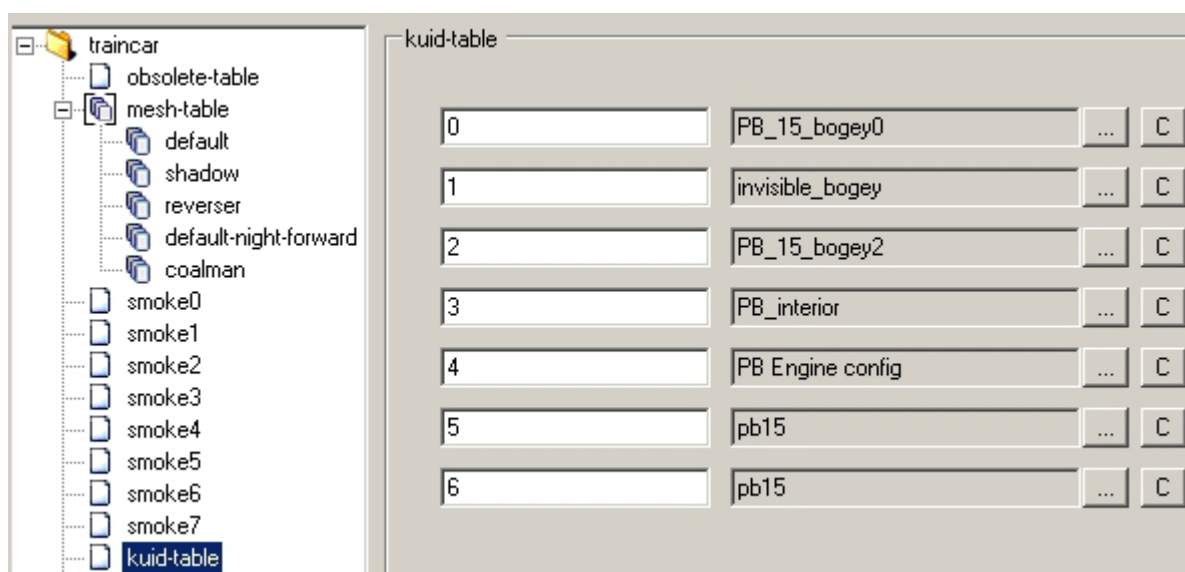 traincar
obsolete-table
mesh-table
default
shadow
reverser
default-night-forward
coalman
smoke0
smoke1
smoke2
smoke3
smoke4
smoke5
smoke6
smoke7
kuid-table
kuid-table
0 PB_15_bogey0 ... C
1 invisible_bogey ... C
2 PB_15_bogey2 ... C
3 PB_interior ... C
4 PB Engine config ... C
5 pb15 ... C
6 pb15 ... C